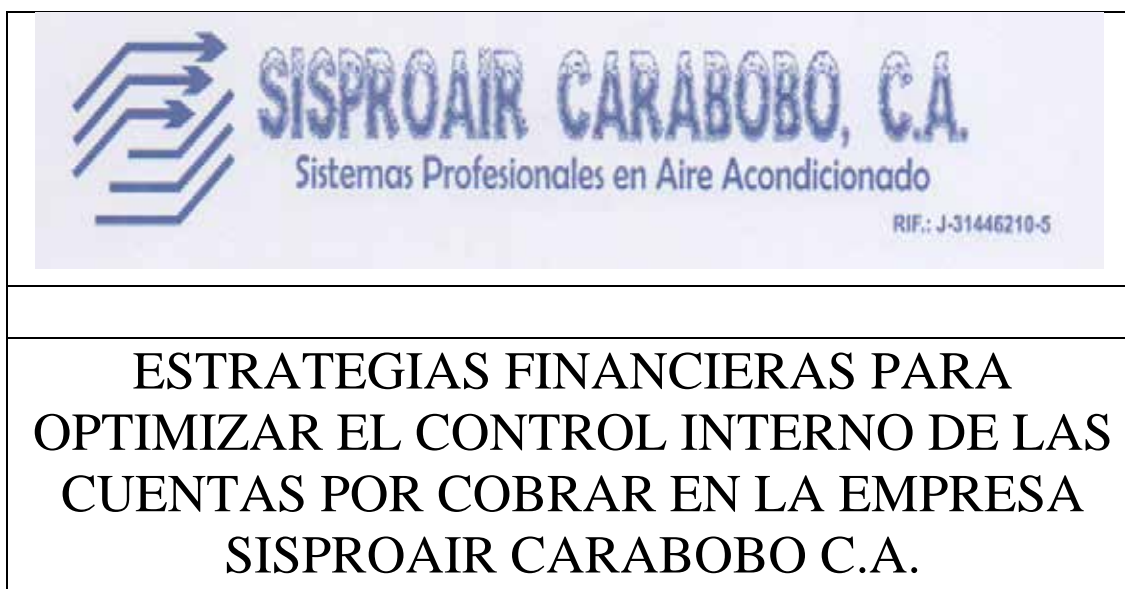 SISPROAIR CARABOBO, C.A.
Sistemas Profesionales en Aire Acondicionado
RIF.: J-31446210-5
ESTRATEGIAS FINANCIERAS PARA
OPTIMIZAR EL CONTROL INTERNO DE LAS
CUENTAS POR COBRAR EN LA EMPRESA
SISPROAIR CARABOBO C.A.